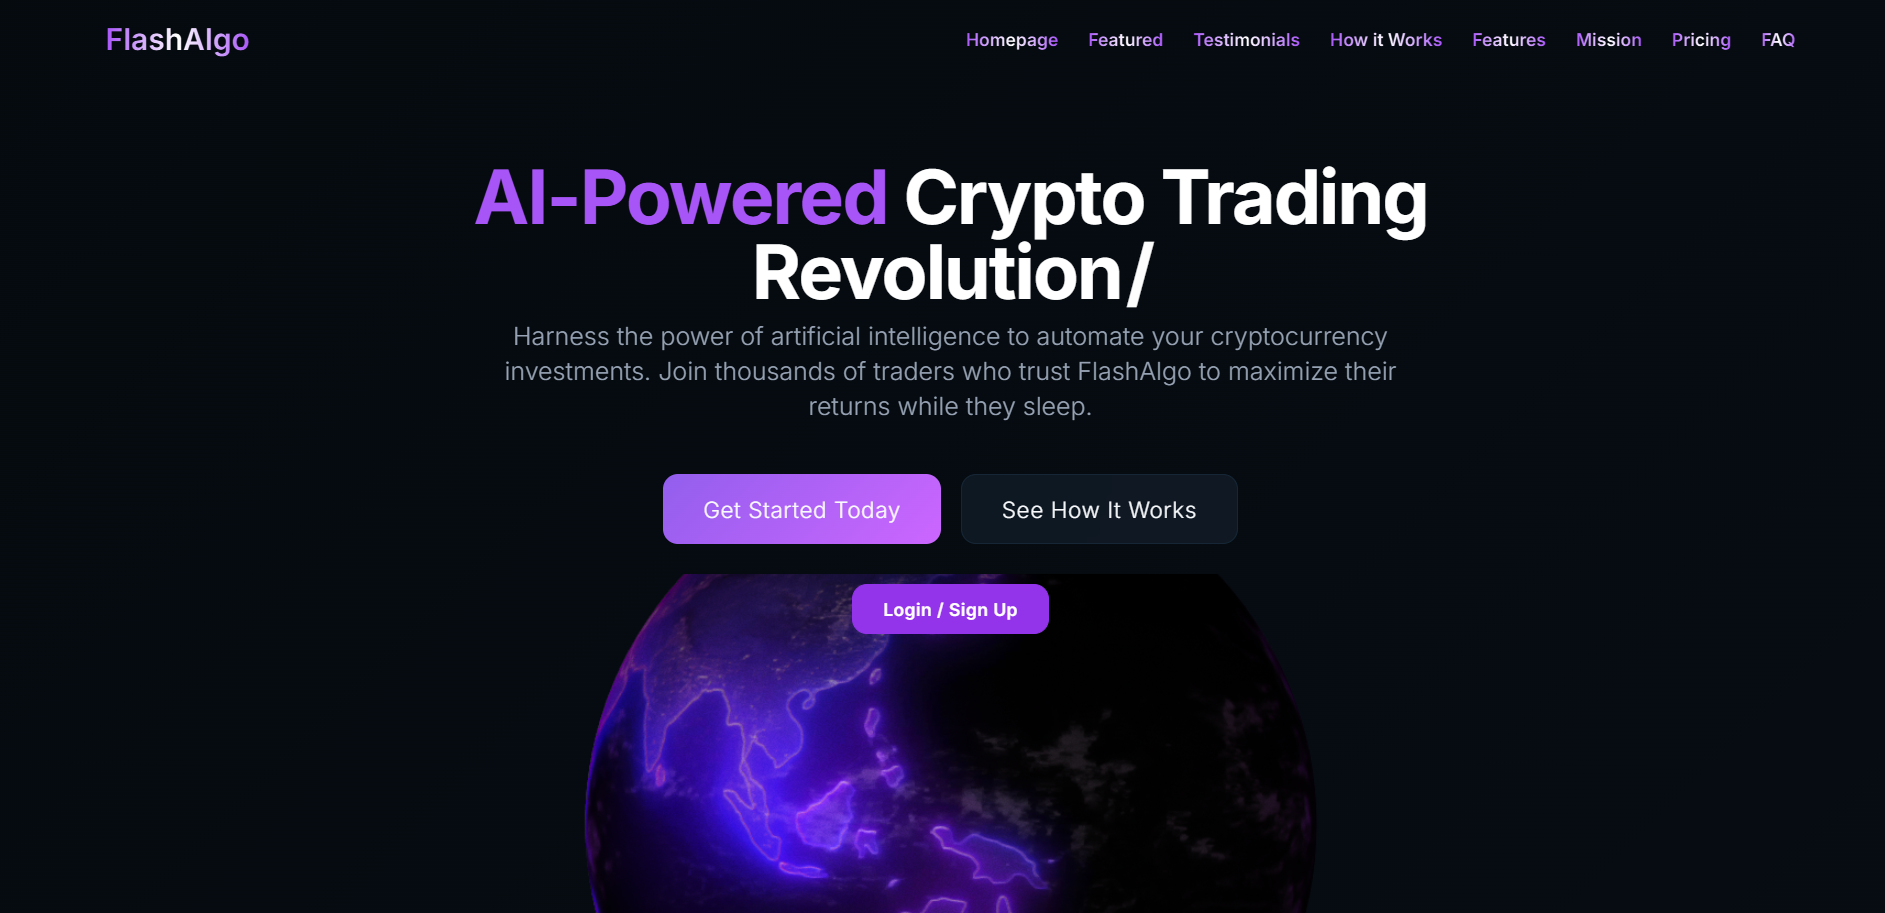 FlashAlgo
Homepage Featured Testimonials How it Works Features Mission Pricing FAQ
AI-Powered Crypto Trading
Revolution/
Harness the power of artificial intelligence to automate your cryptocurrency
investments. Join thousands of traders who trust FlashAlgo to maximize their
returns while they sleep.
Get Started Today
See How It Works
Login / Sign Up